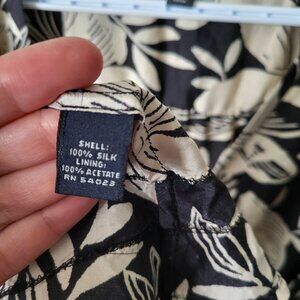 SHELL:
100% SILK
LINING:
100% ACETATE
RN 54023